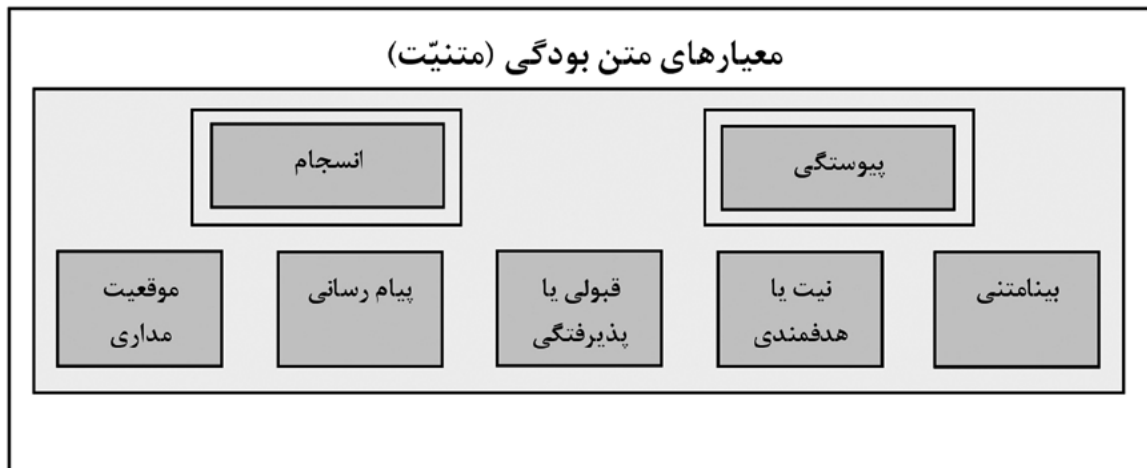 معیارهای متن بودگی (متنیّت)
پیوستگی
انسجام
بینامتنی
نیت یا
هدفمندی
قبولی یا
پذیرفتگی
پیام رسانی
موقعیت
مداری